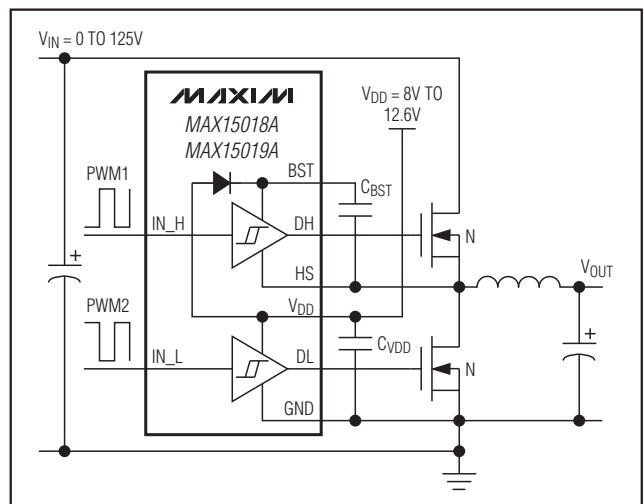 V_IN = 0 TO 125V
MAXIM
MAX15018A
MAX15019A
V_DD = 8V TO
12.6V
PWM1
BST
C_BST
IN_H
DH
N
HS
V_OUT
PWM2
V_DD
IN_L
DL
C_VDD
N
GND
+
+